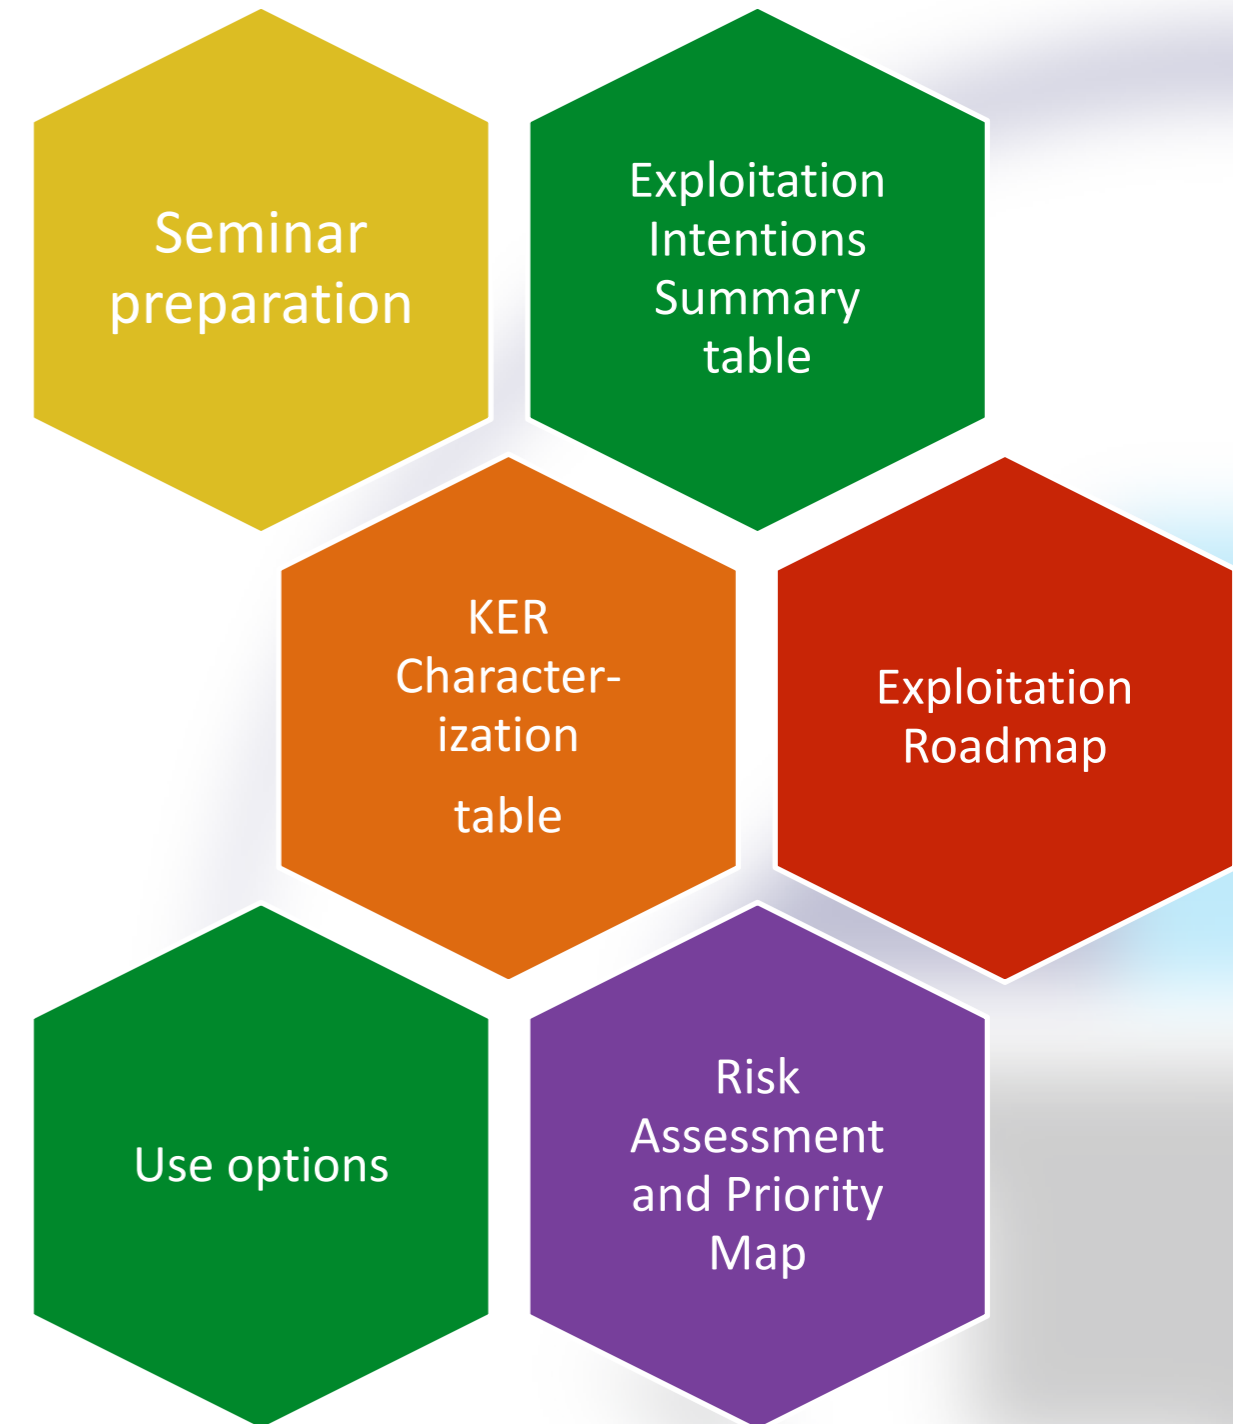 Seminar
preparation
Exploitation
Intentions
Summary
table
KER
Character-
ization
table
Exploitation
Roadmap
Use options
Risk
Assessment
and Priority
Map